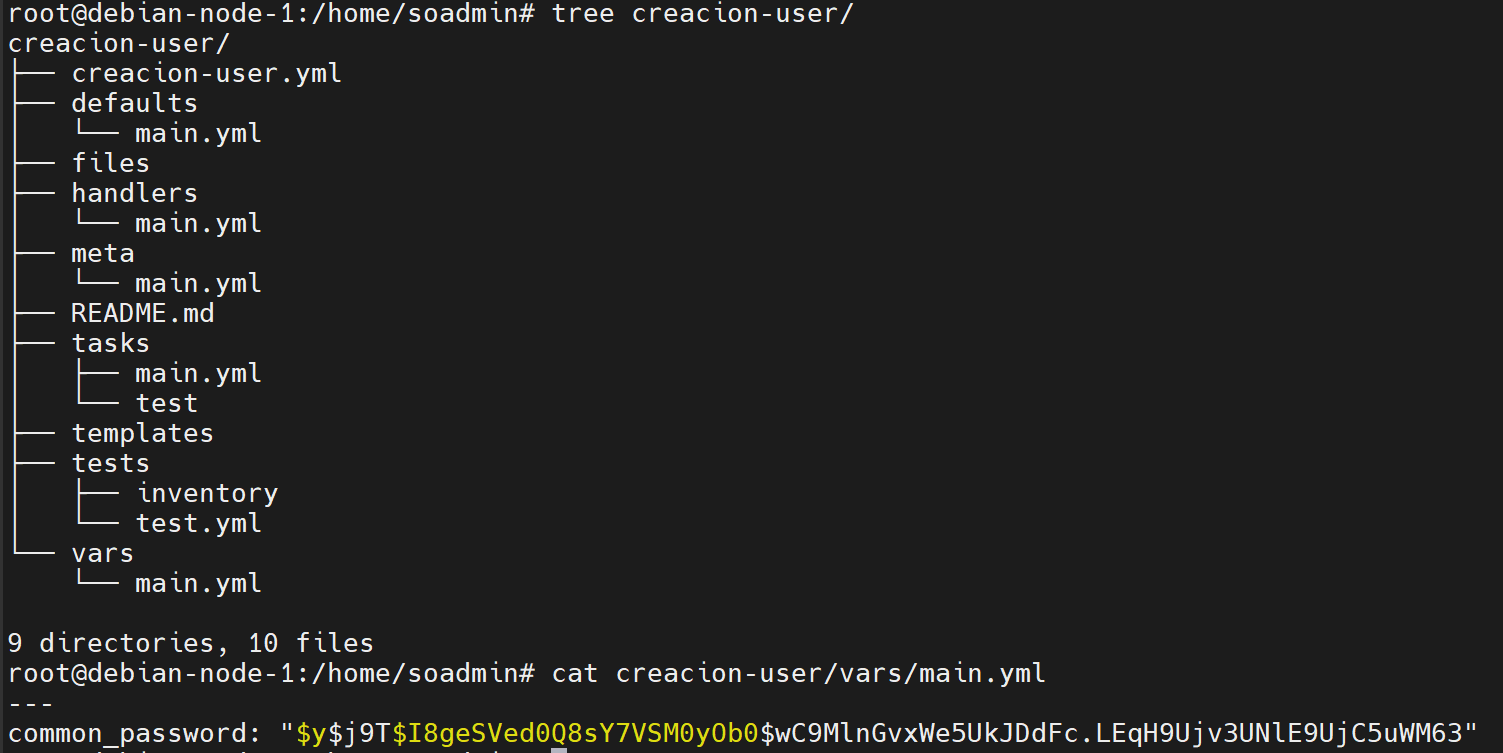 root@debian-node-1:/home/soadmin# tree creacion-user/
creacion-user/
├── creacion-user.yml
├── defaults
│   └── main.yml
├── files
├── handlers
│   └── main.yml
├── meta
│   └── main.yml
├── README.md
├── tasks
│   ├── main.yml
│   └── test
├── templates
├── tests
│   ├── inventory
│   └── test.yml
└── vars
    └── main.yml

9 directories, 10 files
root@debian-node-1:/home/soadmin# cat creacion-user/vars/main.yml
---
common_password: "$y$j9T$I8geSVed0Q8sY7VSM0yOb0$wC9MlnGvxWe5UkJDdFc.LEqH9Ujv3UNlE9UjC5uWM63"